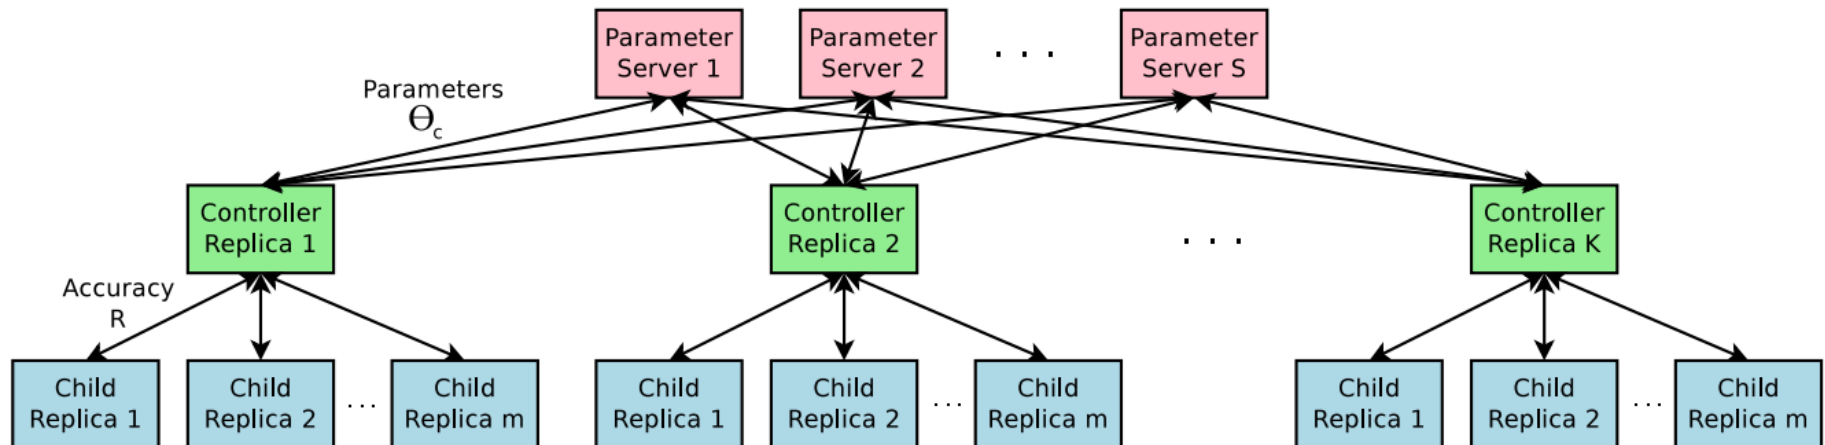 Parameter
Server 1
Parameter
Server 2
. . .
Parameter
Server S
Parameters
Θc
Controller
Replica 1
Controller
Replica 2
. . .
Controller
Replica K
Accuracy
R
Child
Replica 1
Child
Replica 2
...
Child
Replica m
Child
Replica 1
Child
Replica 2
...
Child
Replica m
Child
Replica 1
Child
Replica 2
...
Child
Replica m